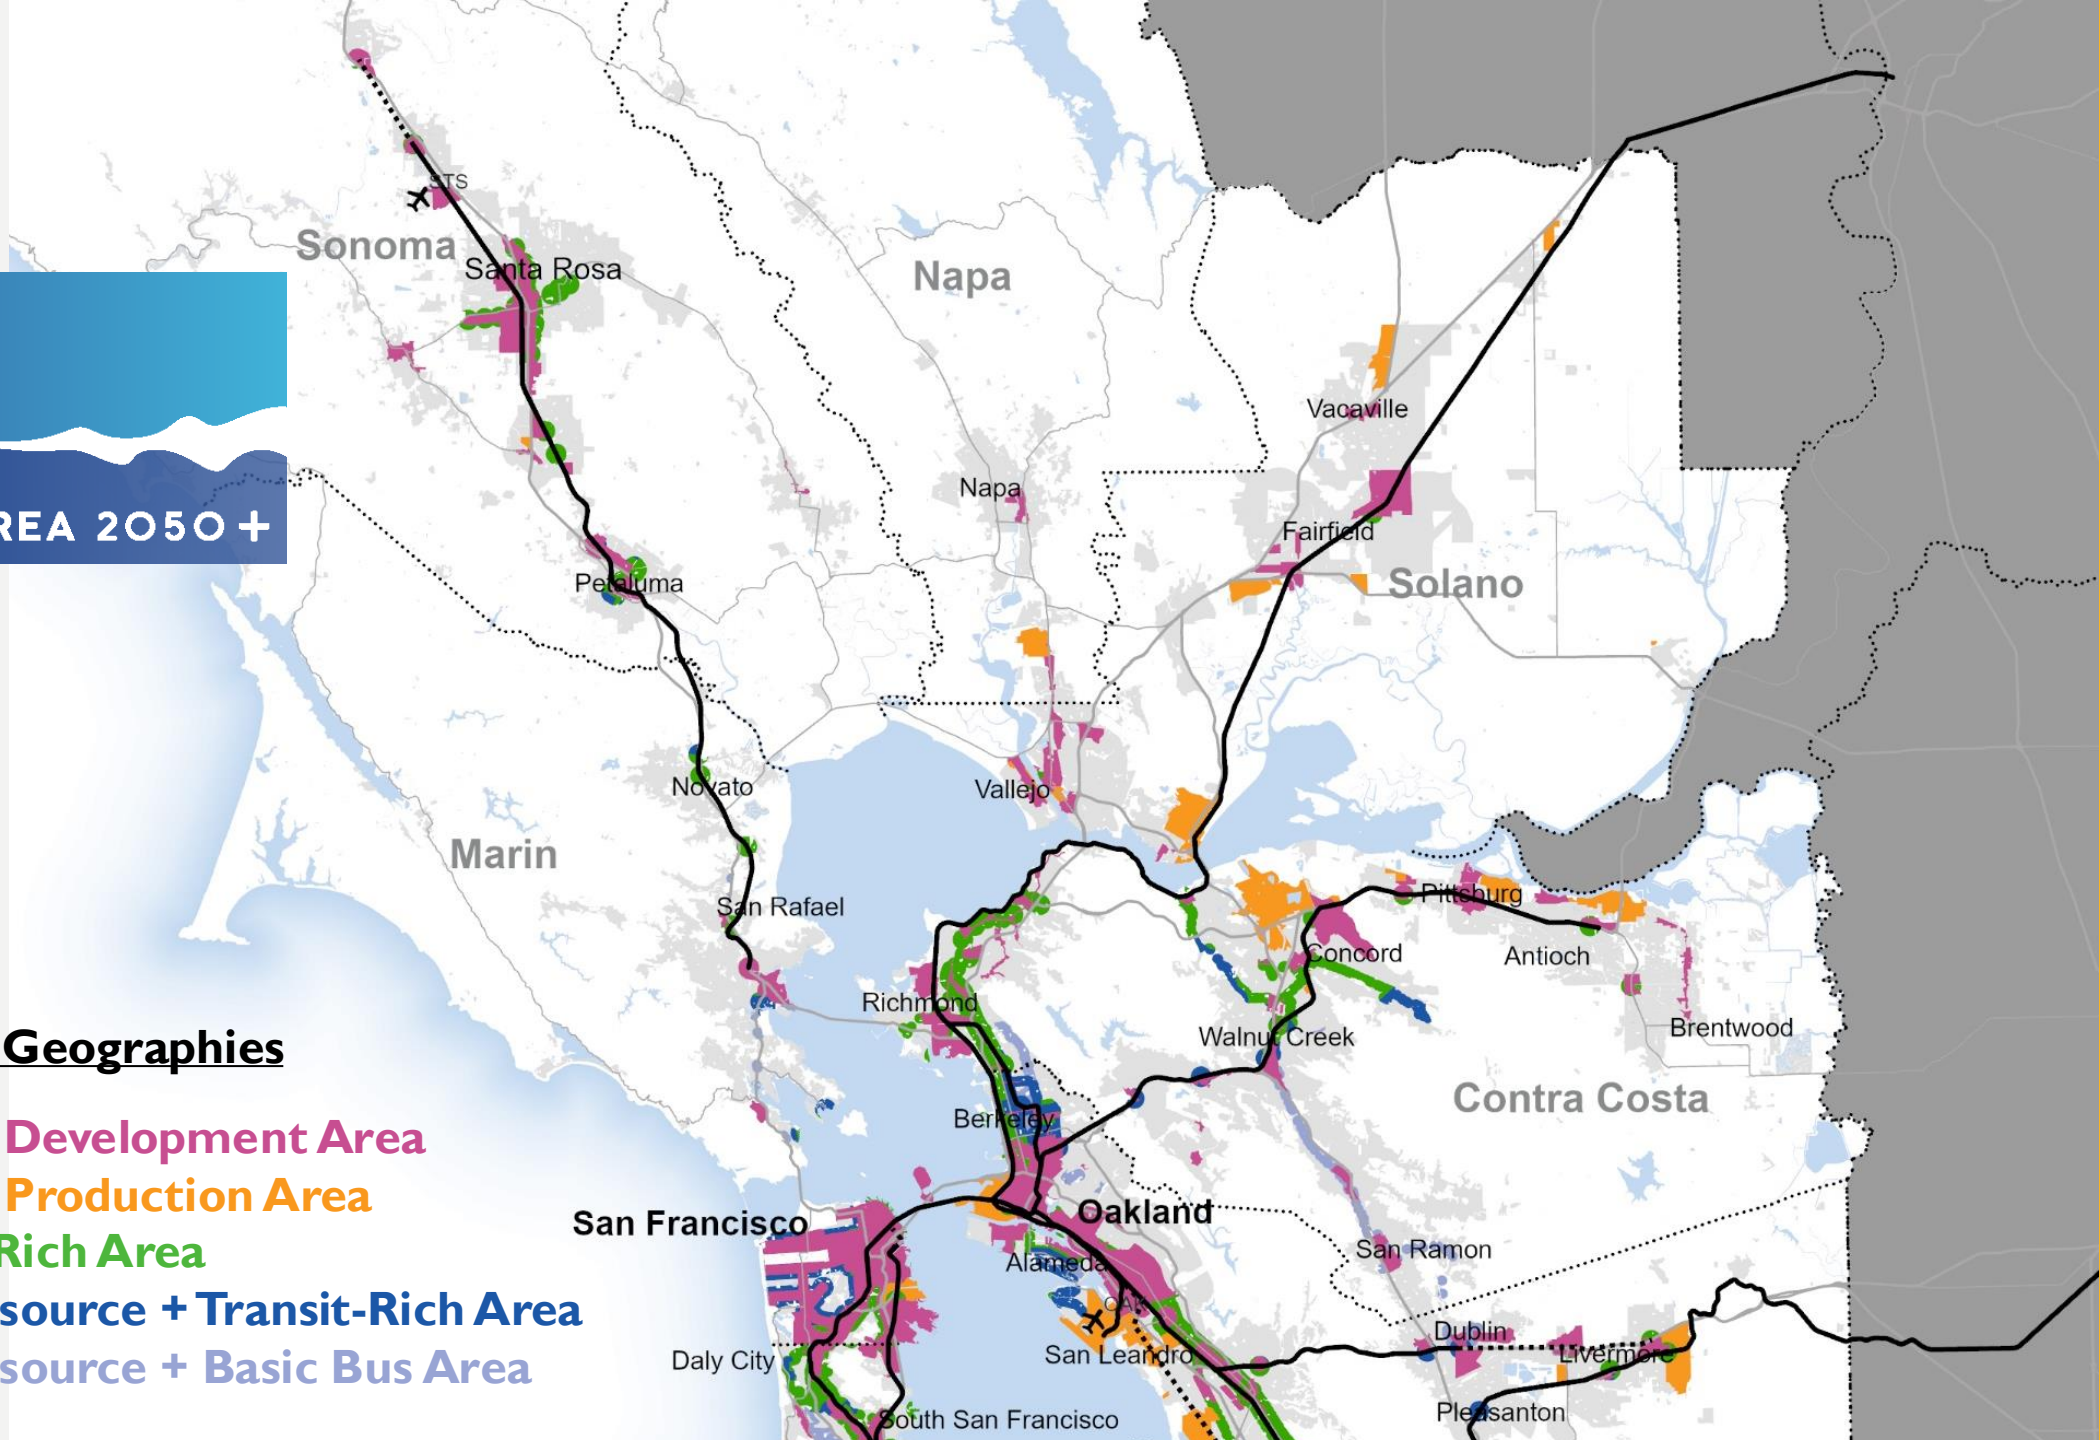 STS
Sonoma
Santa Rosa
Napa
Vacaville
Napa
REA 2050+
Fairfield
Solano
Petaluma
Novato
Vallejo
Marin
San Rafael
Pittsburg
Concord
Antioch
Richmond
Walnut Creek
Brentwood
Geographies
Contra Costa
Berkeley
Development Area
Production Area
San Francisco
Oakland
Rich Area
Alameda
San Ramon
source + Transit-Rich Area
OAK
Dublin
San Leandro
Livermore
Daly City
source + Basic Bus Area
Pleasanton
South San Francisco